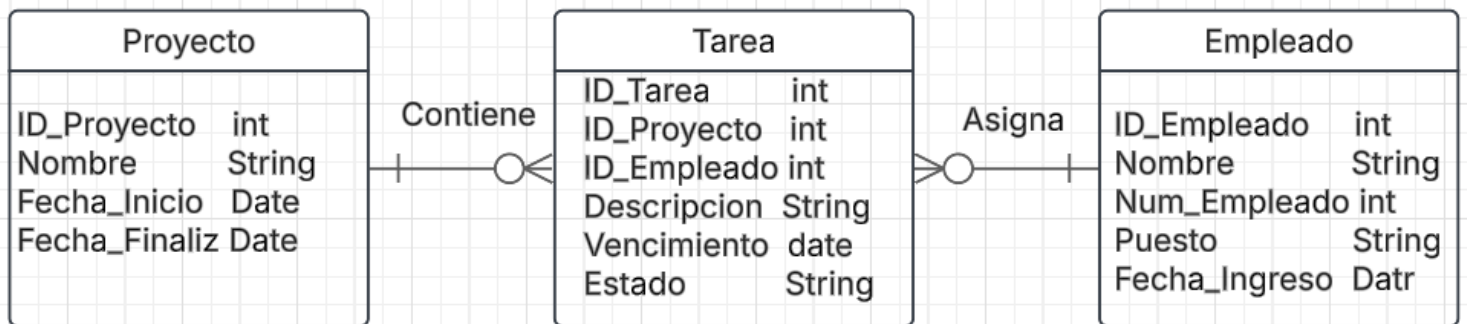 Proyecto
ID_Proyecto int
Nombre String
Fecha_Inicio Date
Fecha_Finaliz Date
Contiene
Tarea
ID_Tarea int
ID_Proyecto int
ID_Empleado int
Descripcion String
Vencimiento date
Estado String
Asigna
Empleado
ID_Empleado int
Nombre String
Num_Empleado int
Puesto String
Fecha_Ingreso Datr